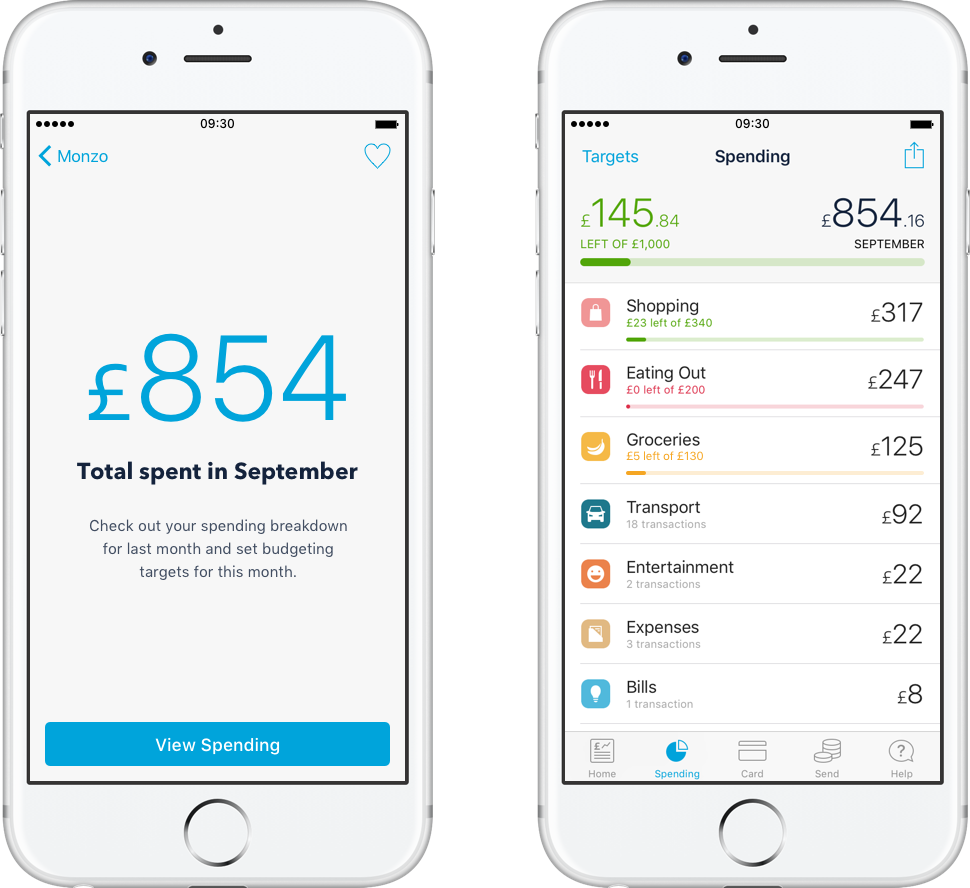 09:30
Monzo
£854
Total spent in September
Check out your spending breakdown
for last month and set budgeting
targets for this month.
View Spending
09:30
Targets Spending
£145.84 £854.16
LEFT OF £1,000 SEPTEMBER
Shopping £317
£23 left of £340
Eating Out £247
£0 left of £200
Groceries £125
£5 left of £130
Transport £92
18 transactions
Entertainment £22
2 transactions
Expenses £22
3 transactions
Bills £8
1 transaction
Home Spending Card Send Help